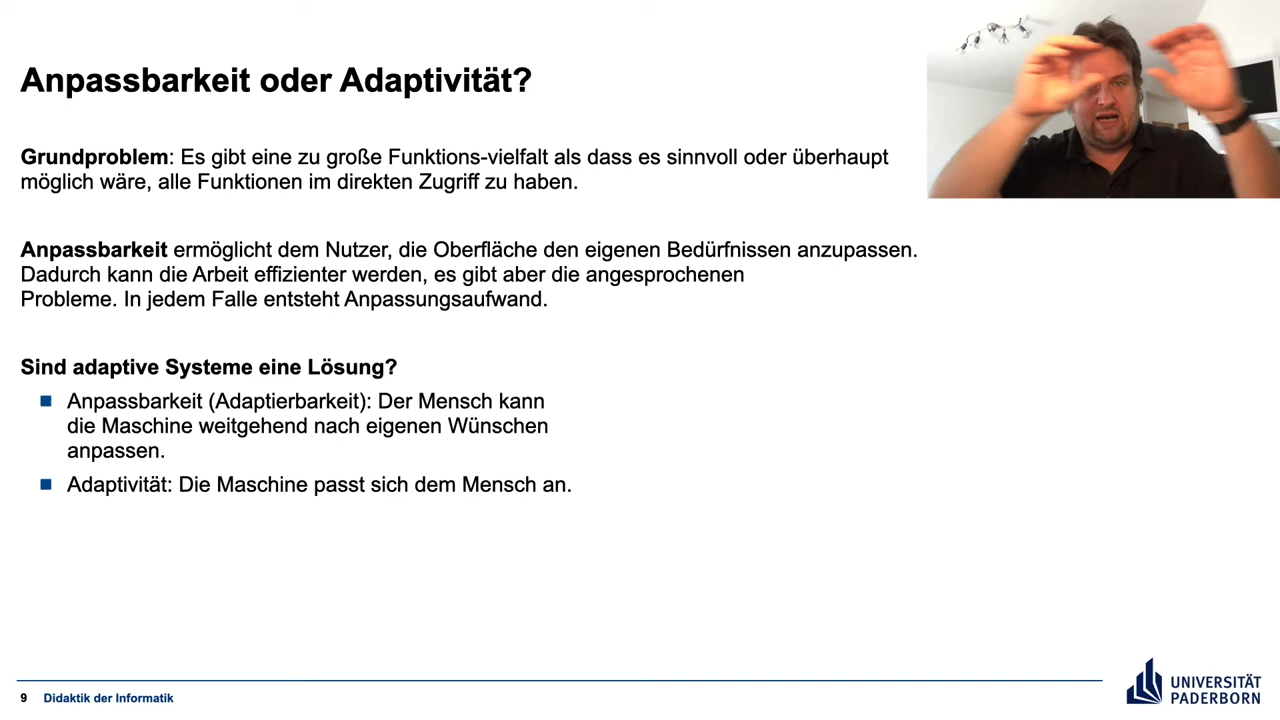 Anpassbarkeit oder Adaptivität?
Grundproblem: Es gibt eine zu große Funktions-vielfalt als dass es sinnvoll oder überhaupt
möglich wäre, alle Funktionen im direkten Zugriff zu haben.
Anpassbarkeit ermöglicht dem Nutzer, die Oberfläche den eigenen Bedürfnissen anzupassen.
Dadurch kann die Arbeit effizienter werden, es gibt aber die angesprochenen
Probleme. In jedem Falle entsteht Anpassungsaufwand.
Sind adaptive Systeme eine Lösung?
Anpassbarkeit (Adaptierbarkeit): Der Mensch kann
die Maschine weitgehend nach eigenen Wünschen
anpassen.
Adaptivität: Die Maschine passt sich dem Mensch an.
9 Didaktik der Informatik
UNIVERSITÄT
PADERBORN